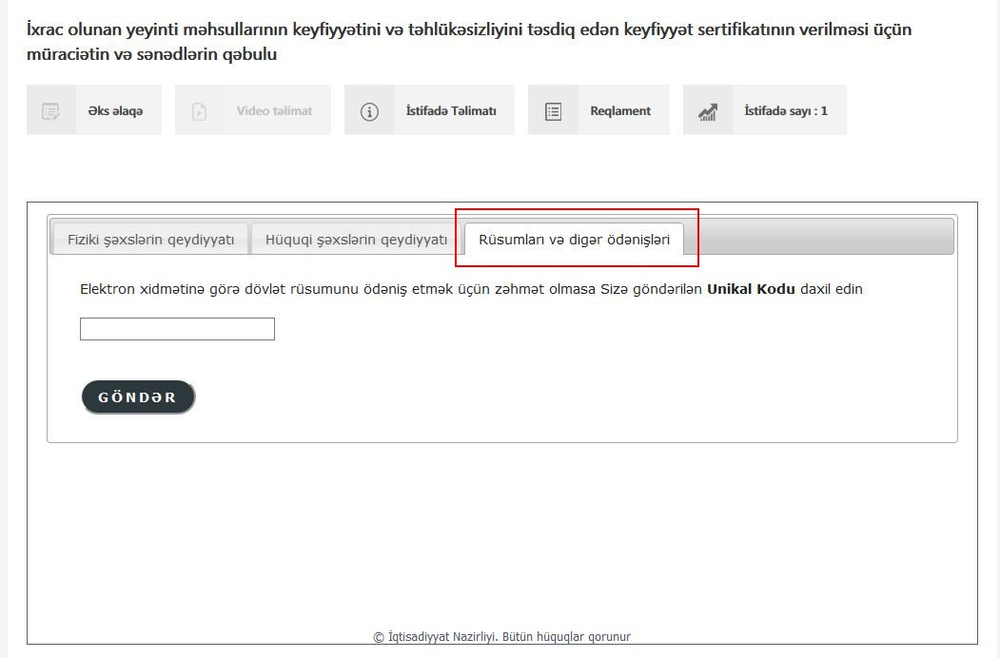 İxrac olunan yeyinti məhsullarının keyfiyyətini və təhlükəsizliyini təsdiq edən keyfiyyət sertifikatının verilməsi üçün
müraciətin və sənədlərin qəbulu
Əks əlaqə
Video təlimat
İstifadə Təlimatı
Reqlament
İstifadə sayı : 1
Fiziki şəxslərin qeydiyyatı
Hüquqi şəxslərin qeydiyyatı
Rüsumları və digər ödənişləri
Elektron xidmətinə görə dövlət rüsumunu ödəniş etmək üçün zəhmət olmasa Sizə göndərilən Unikal Kodu daxil edin
GÖNDƏR
© İqtisadiyyat Nazirliyi. Bütün hüquqlar qorunur